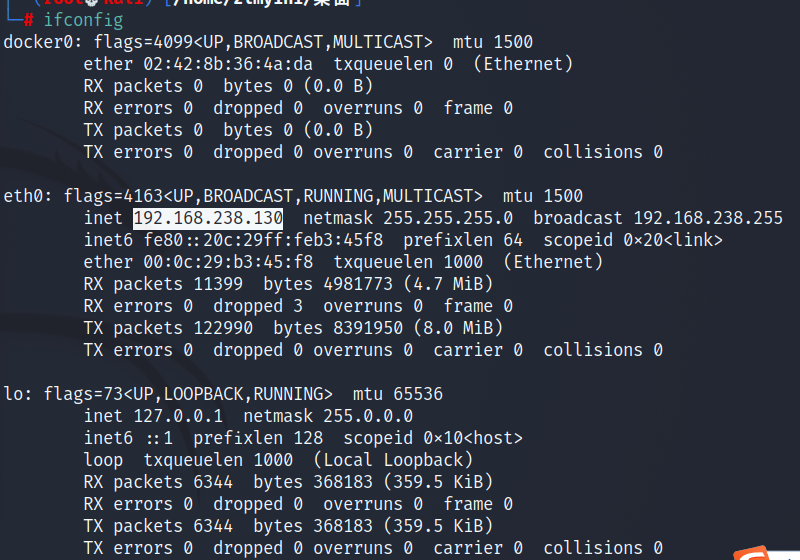 └─# ifconfig
docker0: flags=4099<UP,BROADCAST,MULTICAST>  mtu 1500
        ether 02:42:8b:36:4a:da  txqueuelen 0  (Ethernet)
        RX packets 0  bytes 0 (0.0 B)
        RX errors 0  dropped 0  overruns 0  frame 0
        TX packets 0  bytes 0 (0.0 B)
        TX errors 0  dropped 0 overruns 0  carrier 0  collisions 0

eth0: flags=4163<UP,BROADCAST,RUNNING,MULTICAST>  mtu 1500
        inet 192.168.238.130  netmask 255.255.255.0  broadcast 192.168.238.255
        inet6 fe80::20c:29ff:feb3:45f8  prefixlen 64  scopeid 0x20<link>
        ether 00:0c:29:b3:45:f8  txqueuelen 1000  (Ethernet)
        RX packets 11399  bytes 4981773 (4.7 MiB)
        RX errors 0  dropped 3  overruns 0  frame 0
        TX packets 122990  bytes 8391950 (8.0 MiB)
        TX errors 0  dropped 0 overruns 0  carrier 0  collisions 0

lo: flags=73<UP,LOOPBACK,RUNNING>  mtu 65536
        inet 127.0.0.1  netmask 255.0.0.0
        inet6 ::1  prefixlen 128  scopeid 0x10<host>
        loop  txqueuelen 1000  (Local Loopback)
        RX packets 6344  bytes 368183 (359.5 KiB)
        RX errors 0  dropped 0  overruns 0  frame 0
        TX packets 6344  bytes 368183 (359.5 KiB)
        TX errors 0  dropped 0 overruns 0  carrier 0  collisions 0